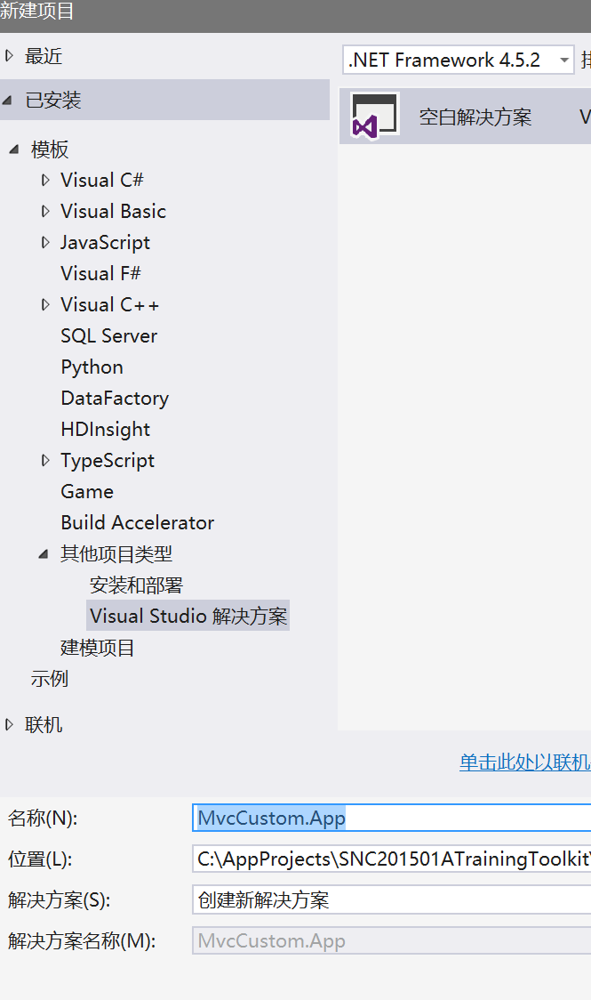 新建项目
最近
.NET Framework 4.5.2
已安装
空白解决方案
模板
Visual C#
Visual Basic
JavaScript
Visual F#
Visual C++
SQL Server
Python
DataFactory
HDInsight
TypeScript
Game
Build Accelerator
其他项目类型
安装和部署
Visual Studio 解决方案
建模项目
示例
联机
单击此处以联机
名称(N):
MvcCustom.App
位置(L):
C:\AppProjects\SNC201501ATrainingToolkit\
解决方案(S):
创建新解决方案
解决方案名称(M):
MvcCustom.App